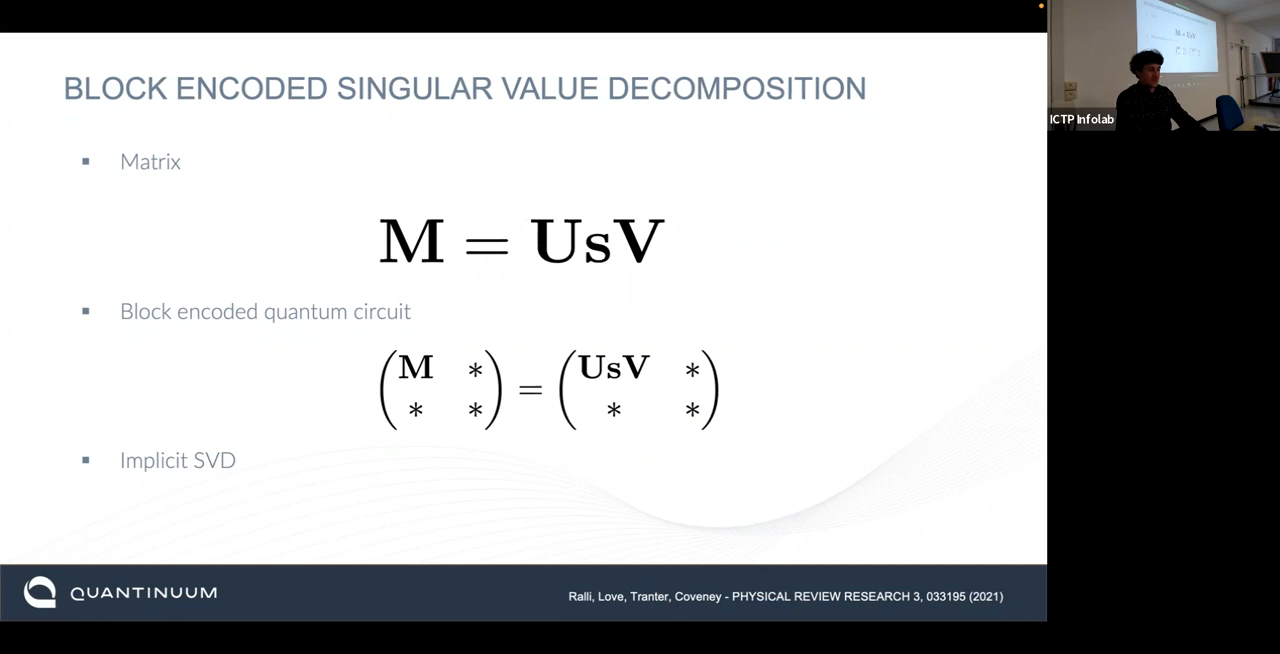 BLOCK ENCODED SINGULAR VALUE DECOMPOSITION
▪ Matrix
M = UsV
▪ Block encoded quantum circuit
(M * * *) = (UsV * * *)
▪ Implicit SVD
QUANTINUUM
Ralli, Love, Tranter, Coveney - PHYSICAL REVIEW RESEARCH 3, 033195 (2021)
ICTP Infolab